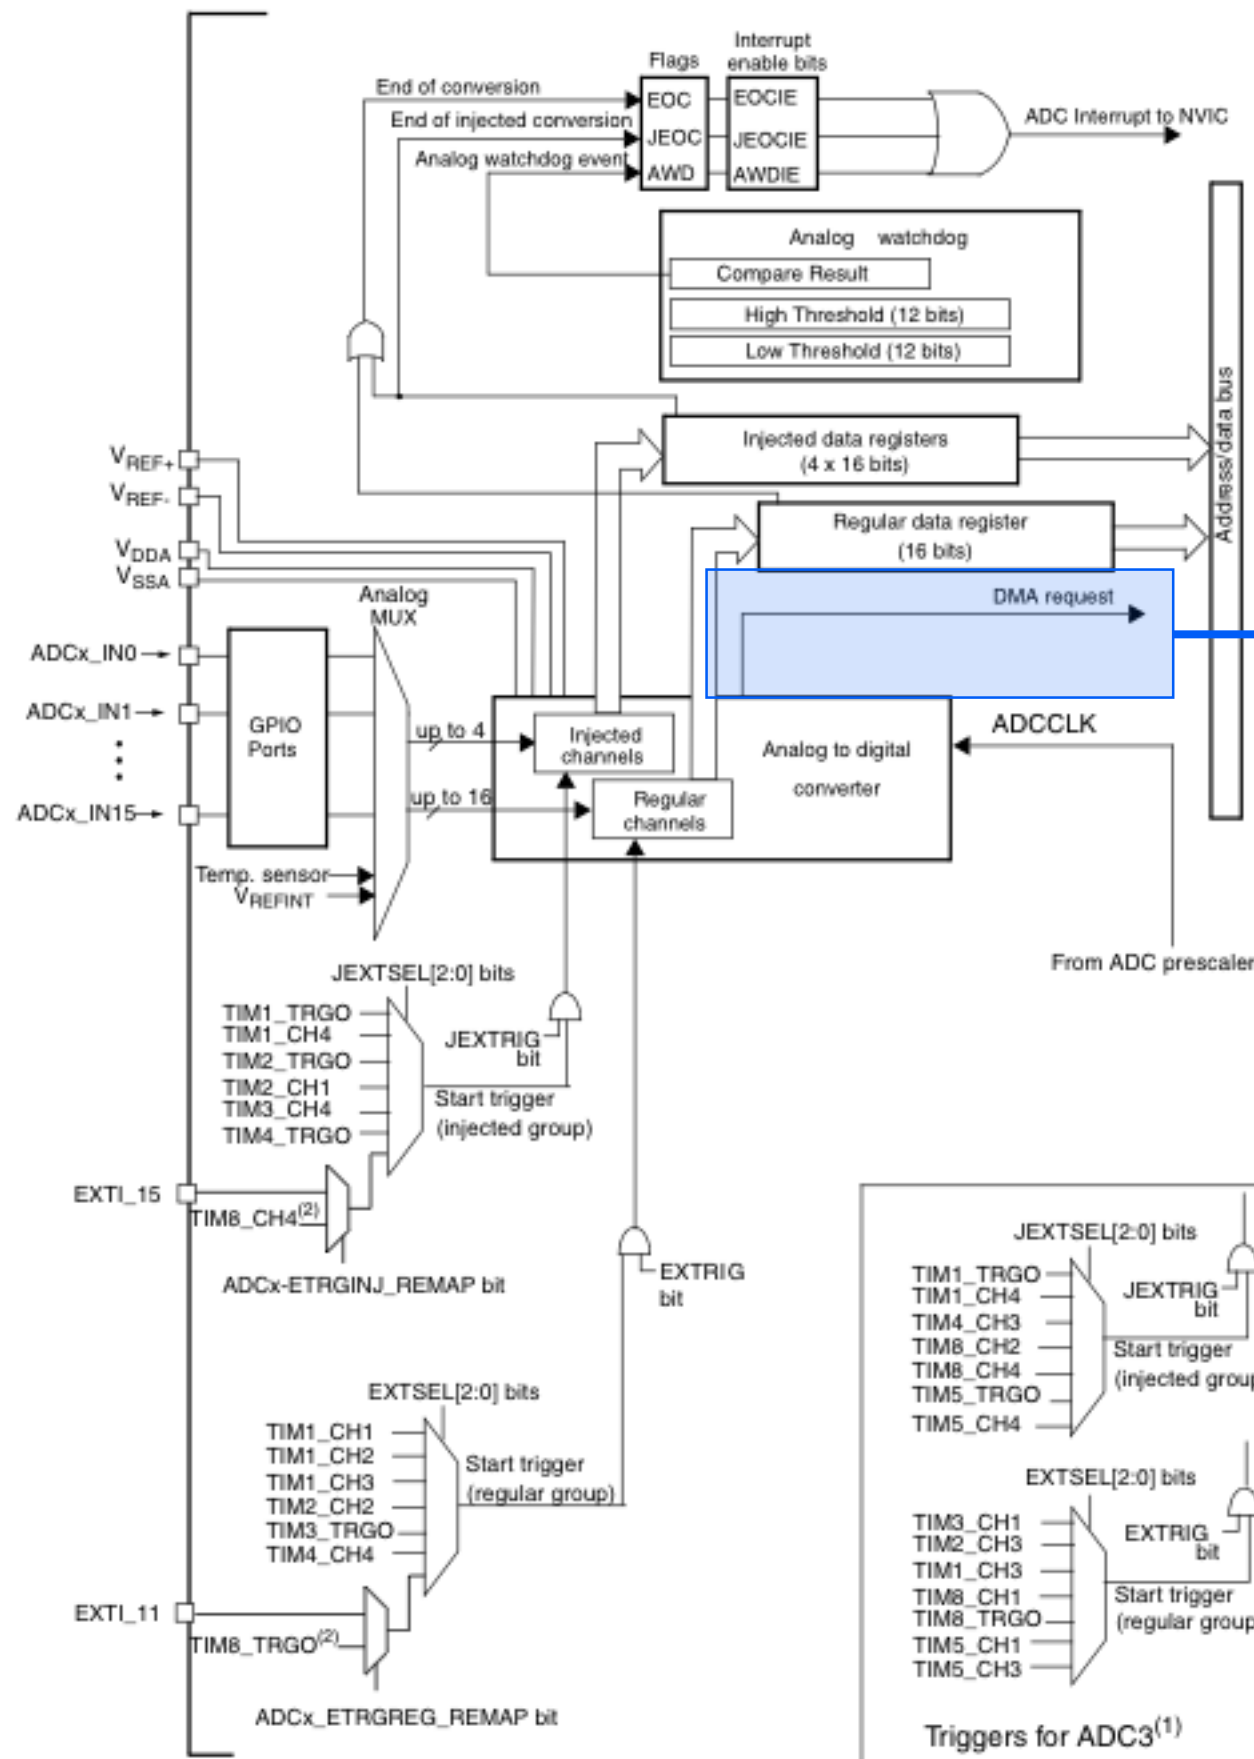 Flags
Interrupt
enable bits
End of conversion
EOC
EOCIE
End of injected conversion
JEOC
JEOCIE
ADC Interrupt to NVIC
Analog watchdog event
AWD
AWDIE
Analog watchdog
Compare Result
High Threshold (12 bits)
Low Threshold (12 bits)
Address/data bus
Injected data registers
(4 x 16 bits)
Regular data register
(16 bits)
DMA request
VREF+
VREF-
VDDA
VSSA
Analog
MUX
ADCx_IN0
ADCx_IN1
ADCx_IN15
GPIO
Ports
up to 4
up to 16
Injected
channels
Regular
channels
Analog to digital
converter
ADCCLK
Temp. sensor
VREFINT
From ADC prescaler
JEXTSEL[2:0] bits
TIM1_TRGO
TIM1_CH4
TIM2_TRGO
TIM2_CH1
TIM3_CH4
TIM4_TRGO
JEXTRIG
bit
Start trigger
(injected group)
EXTI_15
TIM8_CH4(2)
ADCx-ETRGINJ_REMAP bit
EXTRIG
bit
EXTSEL[2:0] bits
TIM1_CH1
TIM1_CH2
TIM1_CH3
TIM2_CH2
TIM3_TRGO
TIM4_CH4
Start trigger
(regular group)
EXTI_11
TIM8_TRGO(2)
ADCx_ETRGREG_REMAP bit
JEXTSEL[2:0] bits
TIM1_TRGO
TIM1_CH4
TIM4_CH3
TIM8_CH2
TIM8_CH4
TIM5_TRGO
TIM5_CH4
JEXTRIG
bit
Start trigger
(injected group
EXTSEL[2:0] bits
TIM3_CH1
TIM2_CH3
TIM1_CH3
TIM8_CH1
TIM8_TRGO
TIM5_CH1
TIM5_CH3
EXTRIG
bit
Start trigger
(regular group
Triggers for ADC3(1)